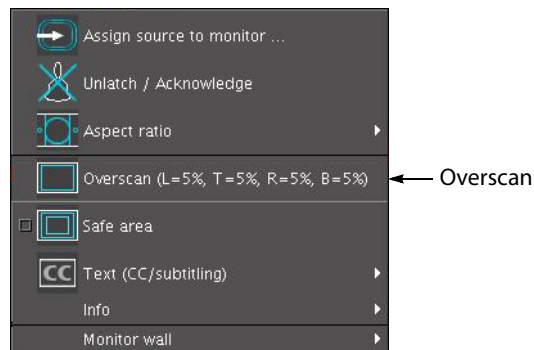 Assign source to monitor ...
Unlatch / Acknowledge
Aspect ratio
Overscan (L=5%, T=5%, R=5%, B=5%)
Overscan
Safe area
CC Text (CC/subtitling)
Info
Monitor wall